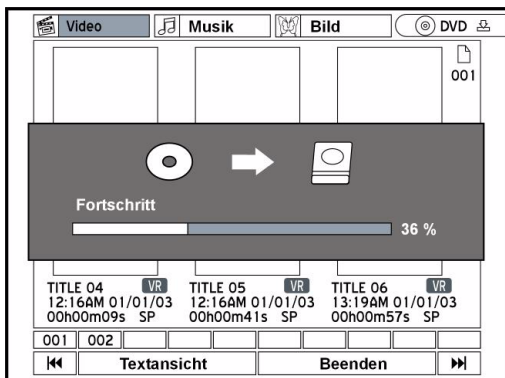 Video Musik Bild DVD
001
Fortschritt
36 %
TITLE 04 VR TITLE 05 VR TITLE 06 VR
12:16AM 01/01/03 12:16AM 01/01/03 13:19AM 01/01/03
00h00m09s SP 00h00m41s SP 00h00m57s SP
001 002
Textansicht Beenden